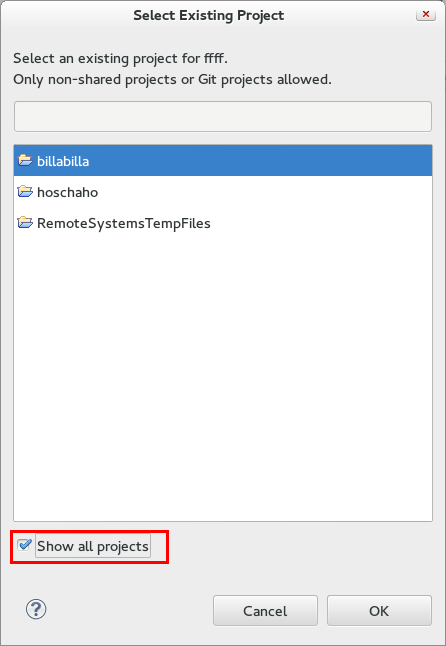 Select Existing Project
Select an existing project for ffff.
Only non-shared projects or Git projects allowed.
billabilla
hoschaho
RemoteSystemsTempFiles
Show all projects
?
Cancel
OK